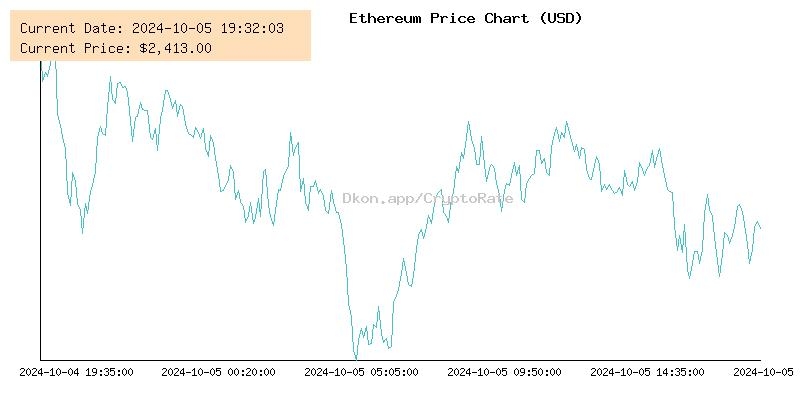 Ethereum Price Chart (USD)
Current Date: 2024-10-05 19:32:03
Current Price: $2,413.00
Dkon.app/CryptoRate
2024-10-04 19:35:00 2024-10-05 00:20:00 2024-10-05 05:05:00 2024-10-05 09:50:00 2024-10-05 14:35:00 2024-10-05